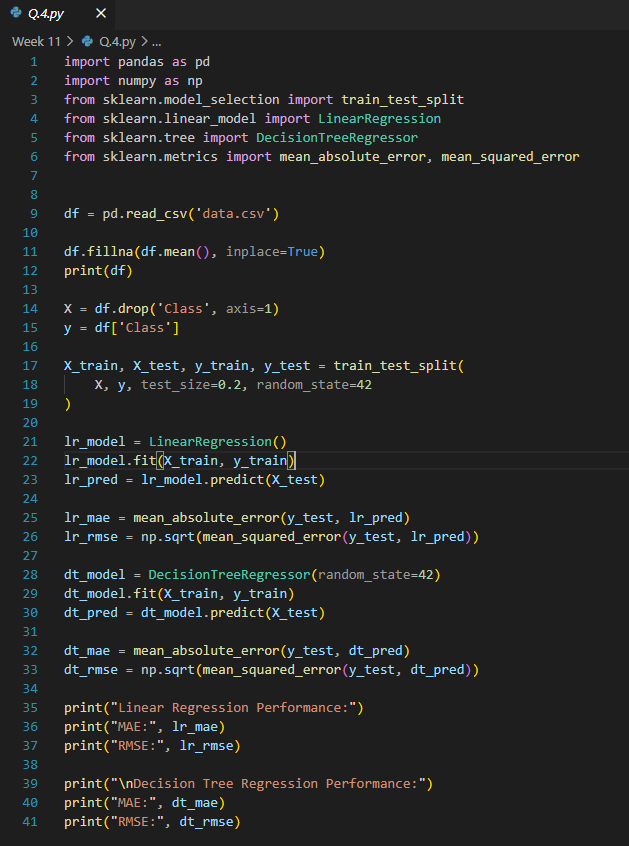 Q.4.py ×
Week 11 > Q.4.py > ...
1 import pandas as pd
2 import numpy as np
3 from sklearn.model_selection import train_test_split
4 from sklearn.linear_model import LinearRegression
5 from sklearn.tree import DecisionTreeRegressor
6 from sklearn.metrics import mean_absolute_error, mean_squared_error
7
8
9 df = pd.read_csv('data.csv')
10
11 df.fillna(df.mean(), inplace=True)
12 print(df)
13
14 X = df.drop('Class', axis=1)
15 y = df['Class']
16
17 X_train, X_test, y_train, y_test = train_test_split(
18     X, y, test_size=0.2, random_state=42
19 )
20
21 lr_model = LinearRegression()
22 lr_model.fit(X_train, y_train)
23 lr_pred = lr_model.predict(X_test)
24
25 lr_mae = mean_absolute_error(y_test, lr_pred)
26 lr_rmse = np.sqrt(mean_squared_error(y_test, lr_pred))
27
28 dt_model = DecisionTreeRegressor(random_state=42)
29 dt_model.fit(X_train, y_train)
30 dt_pred = dt_model.predict(X_test)
31
32 dt_mae = mean_absolute_error(y_test, dt_pred)
33 dt_rmse = np.sqrt(mean_squared_error(y_test, dt_pred))
34
35 print("Linear Regression Performance:")
36 print("MAE:", lr_mae)
37 print("RMSE:", lr_rmse)
38
39 print("\nDecision Tree Regression Performance:")
40 print("MAE:", dt_mae)
41 print("RMSE:", dt_rmse)